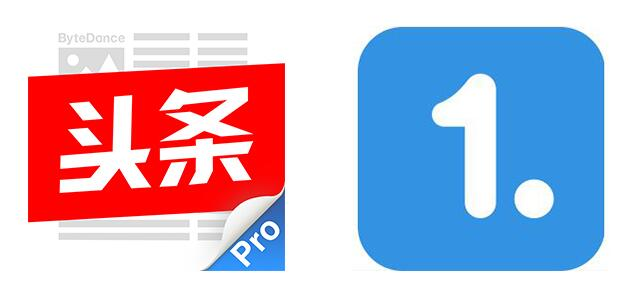 ByteDance
头条
Pro
1.